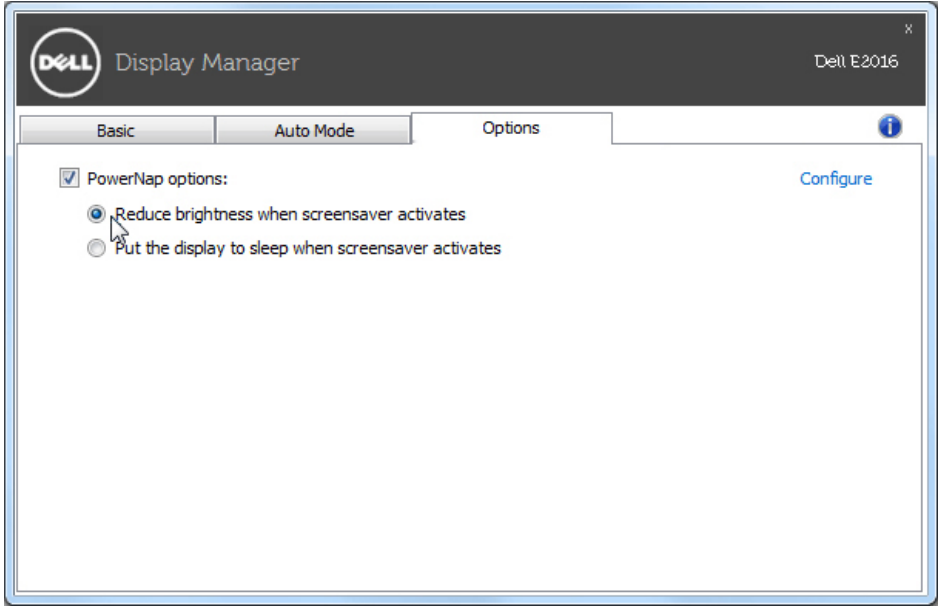 x
DELL Display Manager
Dell E2016
Basic Auto Mode Options i
PowerNap options: Configure
Reduce brightness when screensaver activates
Put the display to sleep when screensaver activates